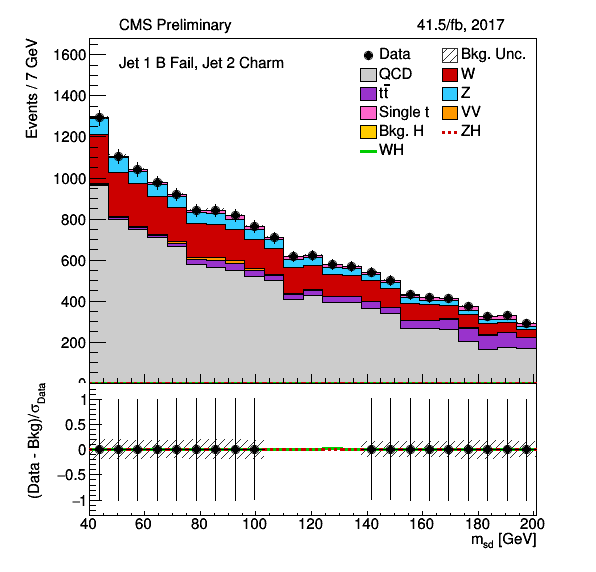 CMS Preliminary 41.5/fb, 2017
Jet 1 B Fail, Jet 2 Charm
Data
Bkg. Unc.
QCD
W
tt̅
Z
Single t
VV
Bkg. H
ZH
WH
Events / 7 GeV
1600
1400
1200
1000
800
600
400
200
0
(Data - Bkg)/σData
1
0.5
0
−0.5
−1
40 60 80 100 120 140 160 180 200
msd [GeV]